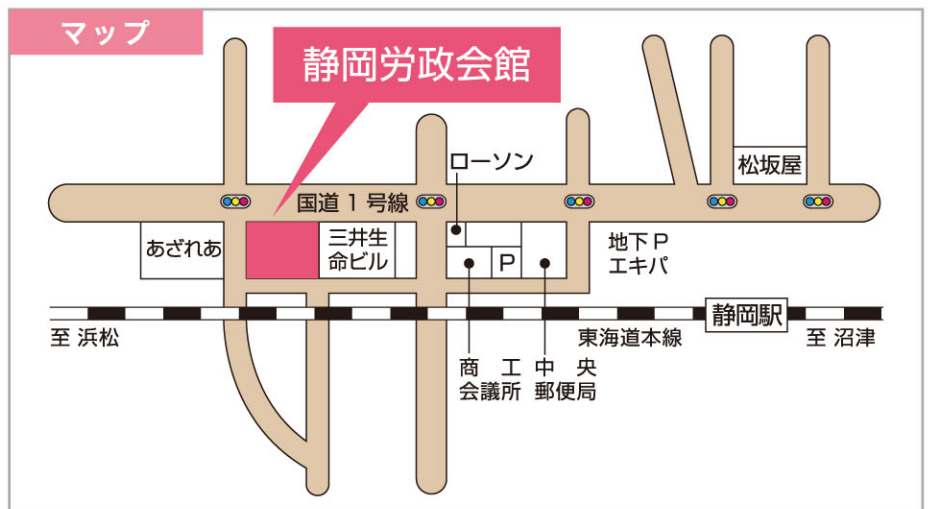 マップ
静岡労政会館
ローソン
松坂屋
国道1号線
あざれあ
三井生
命ビル
P
地下P
エキパ
静岡駅
至 浜松
東海道本線
至 沼津
商工
会議所
中央
郵便局